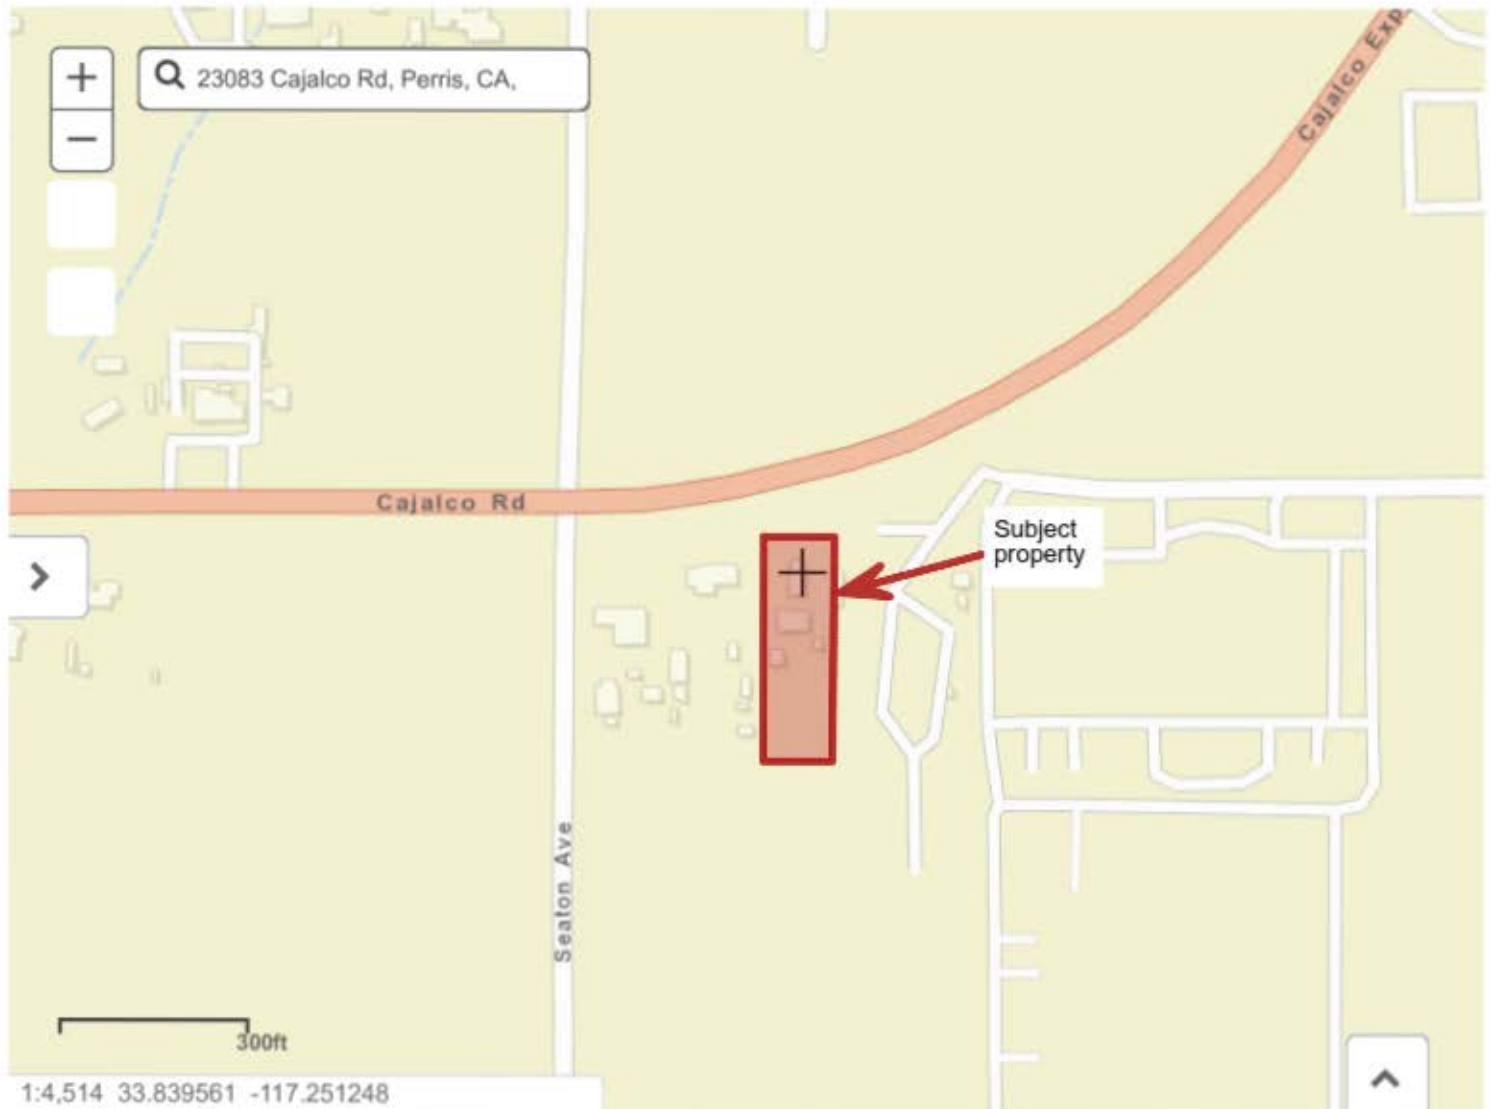 Cajalco Exp
23083 Cajalco Rd, Perris, CA,
Cajalco Rd
Subject
property
Seaton Ave
300ft
1:4,514 33.839561 -117.251248